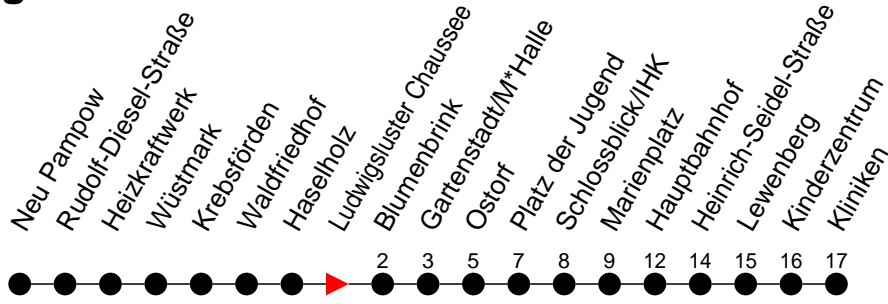 Neu Pampow
Rudolf-Diesel-Straße
Heizkraftwerk
Wüstmark
Krebsförden
Waldfriedhof
Haselholz
Ludwigsluster Chaussee
Blumenbrink
Gartenstadt/M*Halle
Ostorf
Platz der Jugend
Schlossblick/IHK
Marienplatz
Hauptbahnhof
Heinrich-Seidel-Straße
Lewenberg
Kinderzentrum
Kliniken
2 3 5 7 8 9 12 14 15 16 17